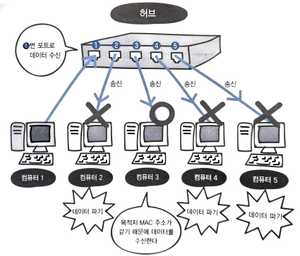 허브
❶번 포트로
데이터 수신
1 2 3 4 5
송신 송신 송신 송신
컴퓨터 1 컴퓨터 2 컴퓨터 3 컴퓨터 4 컴퓨터 5
데이터 파기
목적지 MAC 주소가
같기 때문에 데이터를
수신한다
데이터 파기
데이터 파기